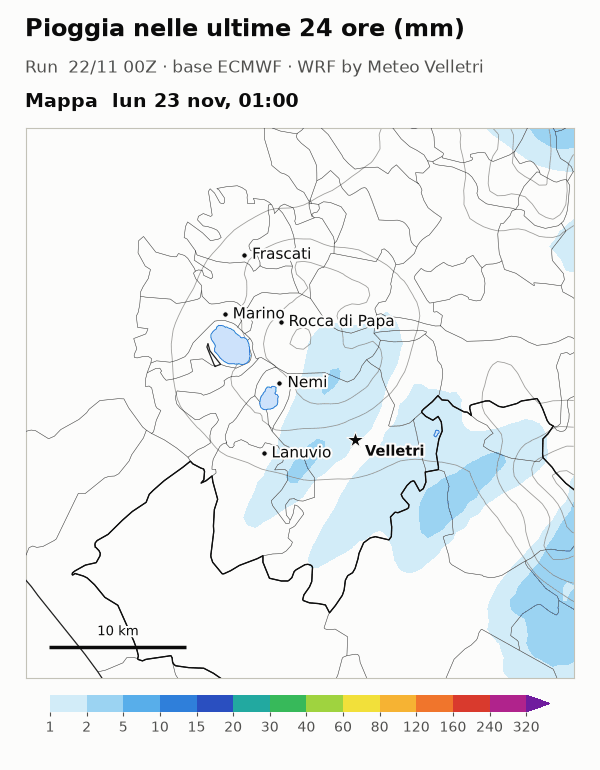 Pioggia nelle ultime 24 ore (mm)
Run  22/11 00Z · base ECMWF · WRF by Meteo Velletri
Mappa  lun 23 nov, 01:00
Frascati
Marino
Rocca di Papa
Nemi
Velletri
Lanuvio
10 km
1 2 5 10 15 20 30 40 60 80 120 160 240 320